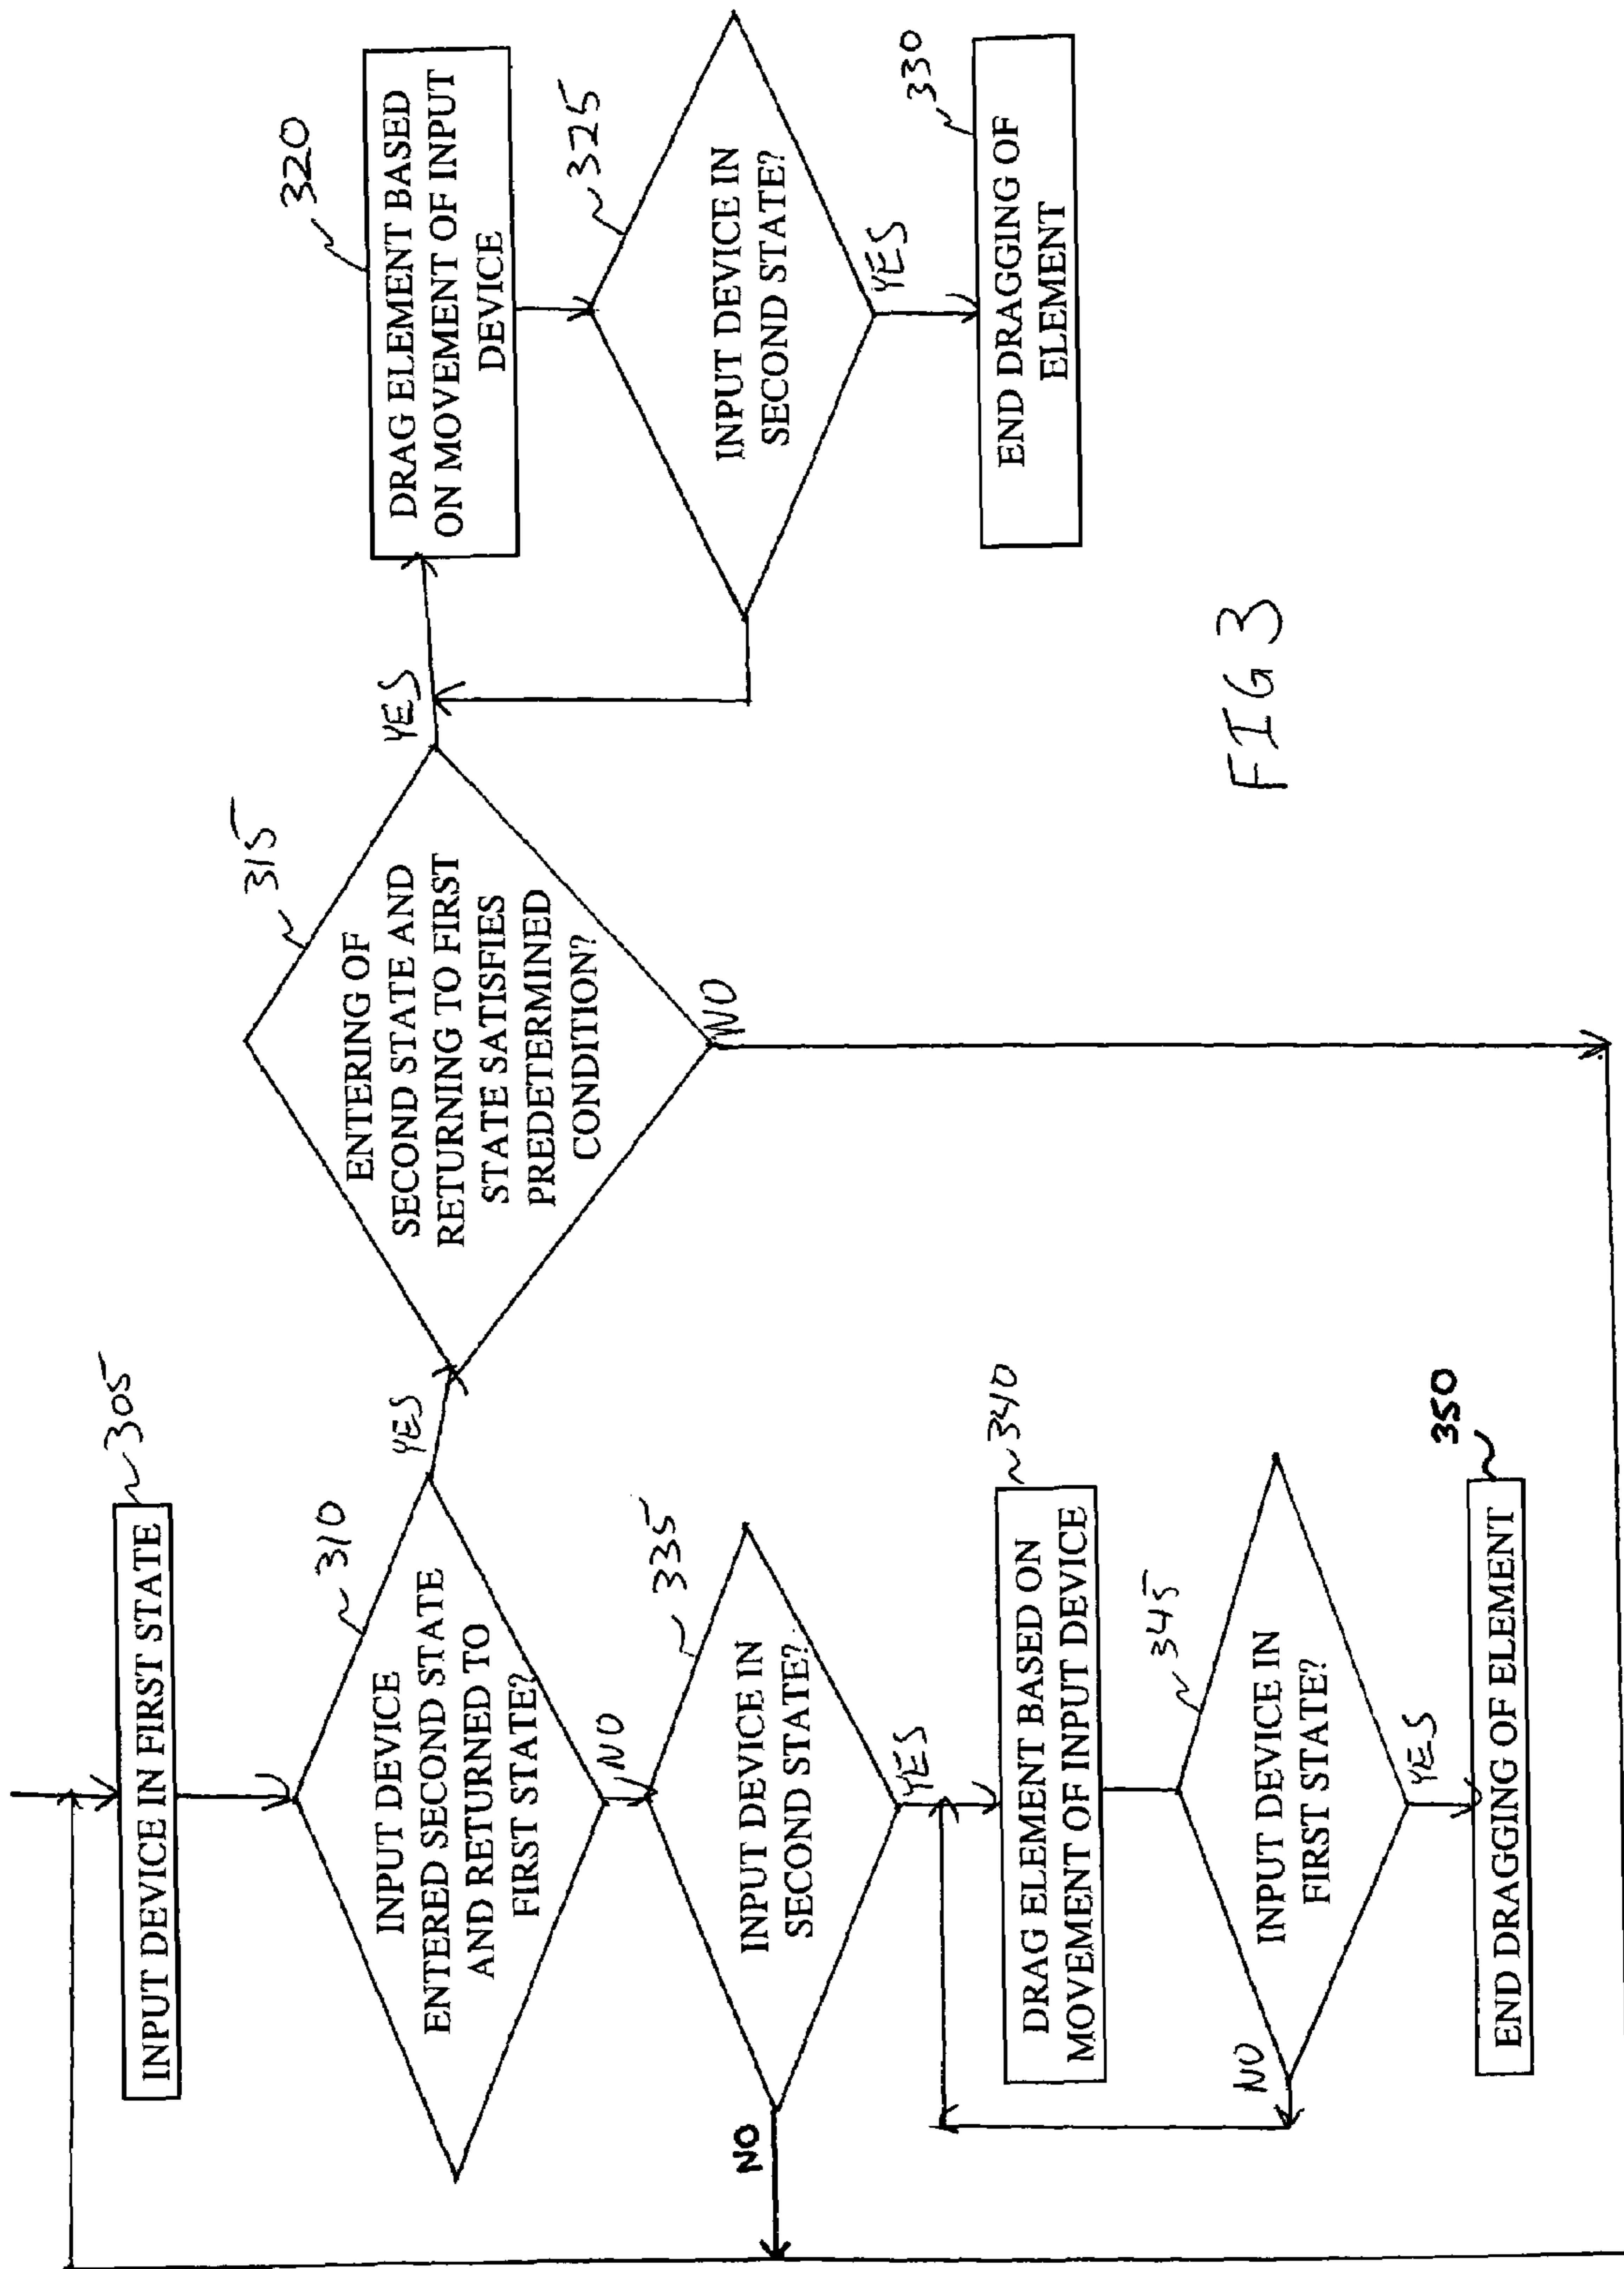 305
INPUT DEVICE IN FIRST STATE
310
INPUT DEVICE
ENTERED SECOND STATE
AND RETURNED TO
FIRST STATE?
YES
NO
315
ENTERING OF
SECOND STATE AND
RETURNING TO FIRST
STATE SATISFIES
PREDETERMINED
CONDITION?
YES
NO
320
DRAG ELEMENT BASED
ON MOVEMENT OF INPUT
DEVICE
325
INPUT DEVICE IN
SECOND STATE?
YES
330
END DRAGGING OF
ELEMENT
335
INPUT DEVICE IN
SECOND STATE?
NO
YES
340
DRAG ELEMENT BASED ON
MOVEMENT OF INPUT DEVICE
345
INPUT DEVICE IN
FIRST STATE?
NO
YES
350
END DRAGGING OF ELEMENT
FIG 3